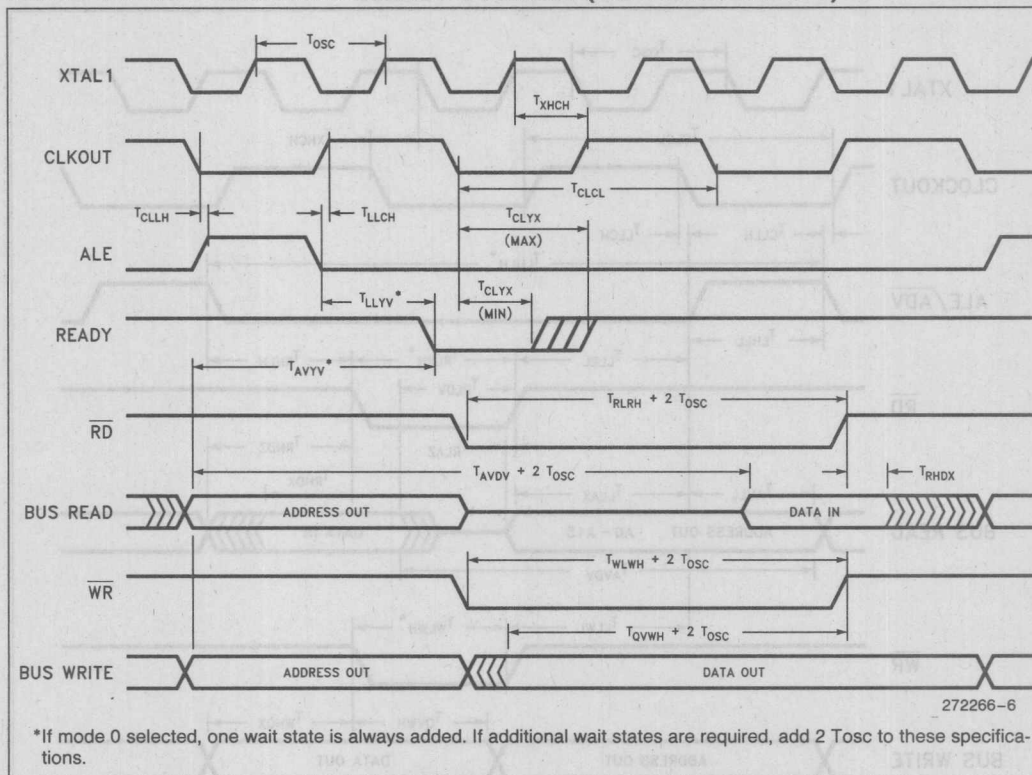 XTAL1
T_OSC
T_XHCH
CLKOUT
T_CLCL
T_CLLH
T_LLCH
T_CLYX
(MAX)
ALE
T_LLYV*
T_CLYX
(MIN)
READY
T_AVYV*
T_RLRH + 2 T_OSC
RD
T_AVDV + 2 T_OSC
T_RHDX
BUS READ
ADDRESS OUT
DATA IN
T_WLWH + 2 T_OSC
WR
T_QVWH + 2 T_OSC
BUS WRITE
ADDRESS OUT
DATA OUT
272266-6
*If mode 0 selected, one wait state is always added. If additional wait states are required, add 2 Tosc to these specifica-
tions.